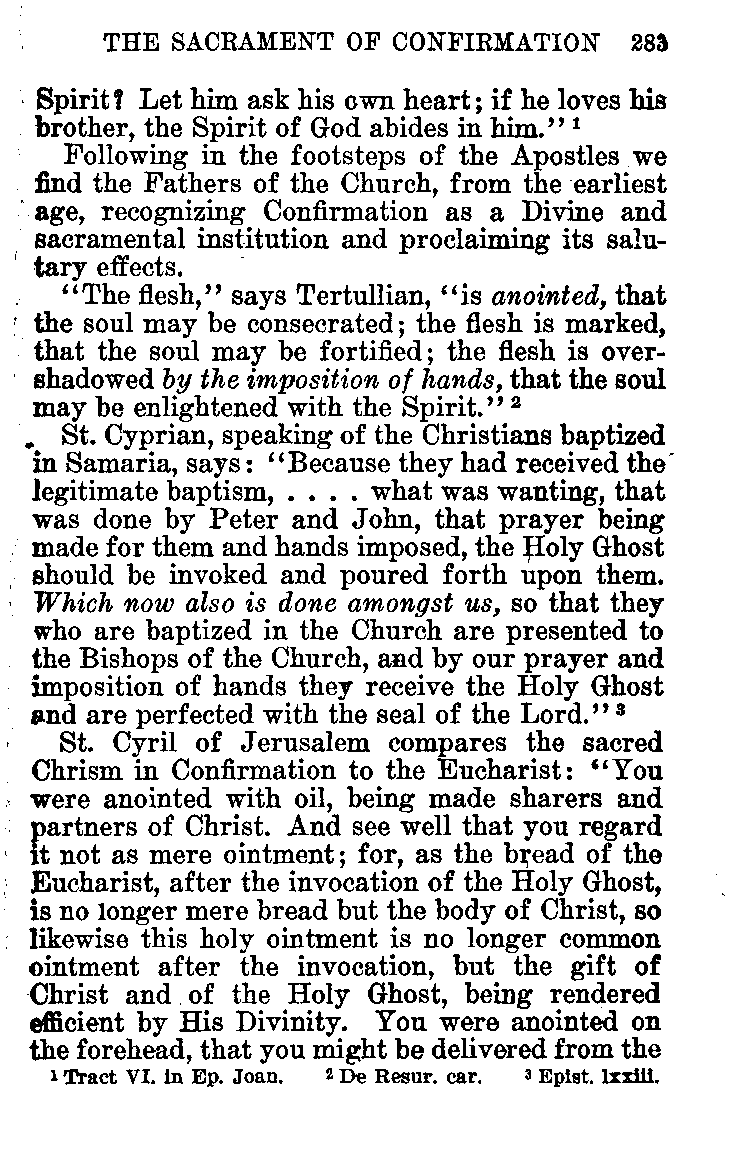 THE SACRAMENT OF CONFIRMATION 283
Spirit? Let him ask his own heart; if he loves his
brother, the Spirit of God abides in him.” 1
Following in the footsteps of the Apostles we
find the Fathers of the Church, from the earliest
age, recognizing Confirmation as a Divine and
sacramental institution and proclaiming its salu-
tary effects.
“The flesh,” says Tertullian, “is anointed, that
the soul may be consecrated; the flesh is marked,
that the soul may be fortified; the flesh is over-
shadowed by the imposition of hands, that the soul
may be enlightened with the Spirit.” 2
St. Cyprian, speaking of the Christians baptized
in Samaria, says: “Because they had received the
legitimate baptism, . . . . what was wanting, that
was done by Peter and John, that prayer being
made for them and hands imposed, the Holy Ghost
should be invoked and poured forth upon them.
Which now also is done amongst us, so that they
who are baptized in the Church are presented to
the Bishops of the Church, and by our prayer and
imposition of hands they receive the Holy Ghost
and are perfected with the seal of the Lord.” 3
St. Cyril of Jerusalem compares the sacred
Chrism in Confirmation to the Eucharist: “You
were anointed with oil, being made sharers and
partners of Christ. And see well that you regard
it not as mere ointment; for, as the bread of the
Eucharist, after the invocation of the Holy Ghost,
is no longer mere bread but the body of Christ, so
likewise this holy ointment is no longer common
ointment after the invocation, but the gift of
Christ and of the Holy Ghost, being rendered
efficient by His Divinity. You were anointed on
the forehead, that you might be delivered from the
1 Tract VI. in Ep. Joan. 2 De Resur. car. 3 Epist. lxxiii.